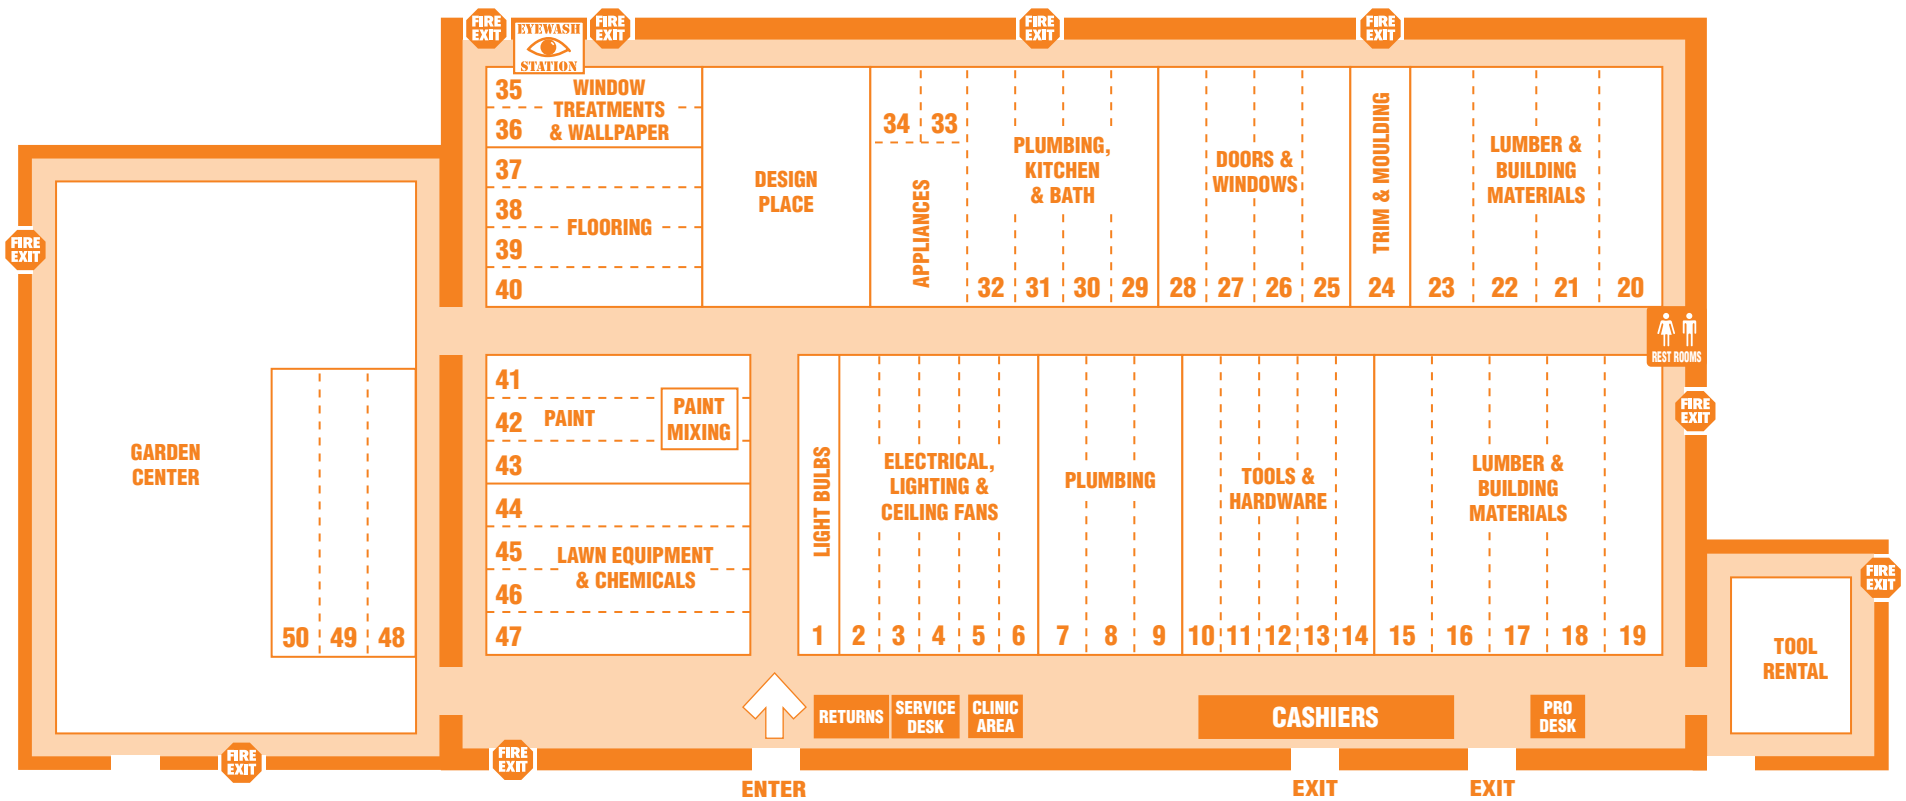 FIRE
EXIT
EYEWASH
STATION
FIRE
EXIT
FIRE
EXIT
FIRE
EXIT
35
36
WINDOW
TREATMENTS
& WALLPAPER
37
38
39
40
FLOORING
DESIGN
PLACE
34 33
APPLIANCES
PLUMBING,
KITCHEN
& BATH
32 31 30 29
DOORS &
WINDOWS
28 27 26 25
TRIM & MOULDING
24
LUMBER &
BUILDING
MATERIALS
23 22 21 20
FIRE
EXIT
REST ROOMS
FIRE
EXIT
GARDEN
CENTER
50 49 48
41
42
43
PAINT
PAINT
MIXING
44
45
46
47
LAWN EQUIPMENT
& CHEMICALS
LIGHT BULBS
1
ELECTRICAL,
LIGHTING &
CEILING FANS
2 3 4 5 6
PLUMBING
7 8 9
TOOLS &
HARDWARE
10 11 12 13 14
LUMBER &
BUILDING
MATERIALS
15 16 17 18 19
FIRE
EXIT
TOOL
RENTAL
RETURNS
SERVICE
DESK
CLINIC
AREA
CASHIERS
PRO
DESK
FIRE
EXIT
FIRE
EXIT
ENTER
EXIT
EXIT